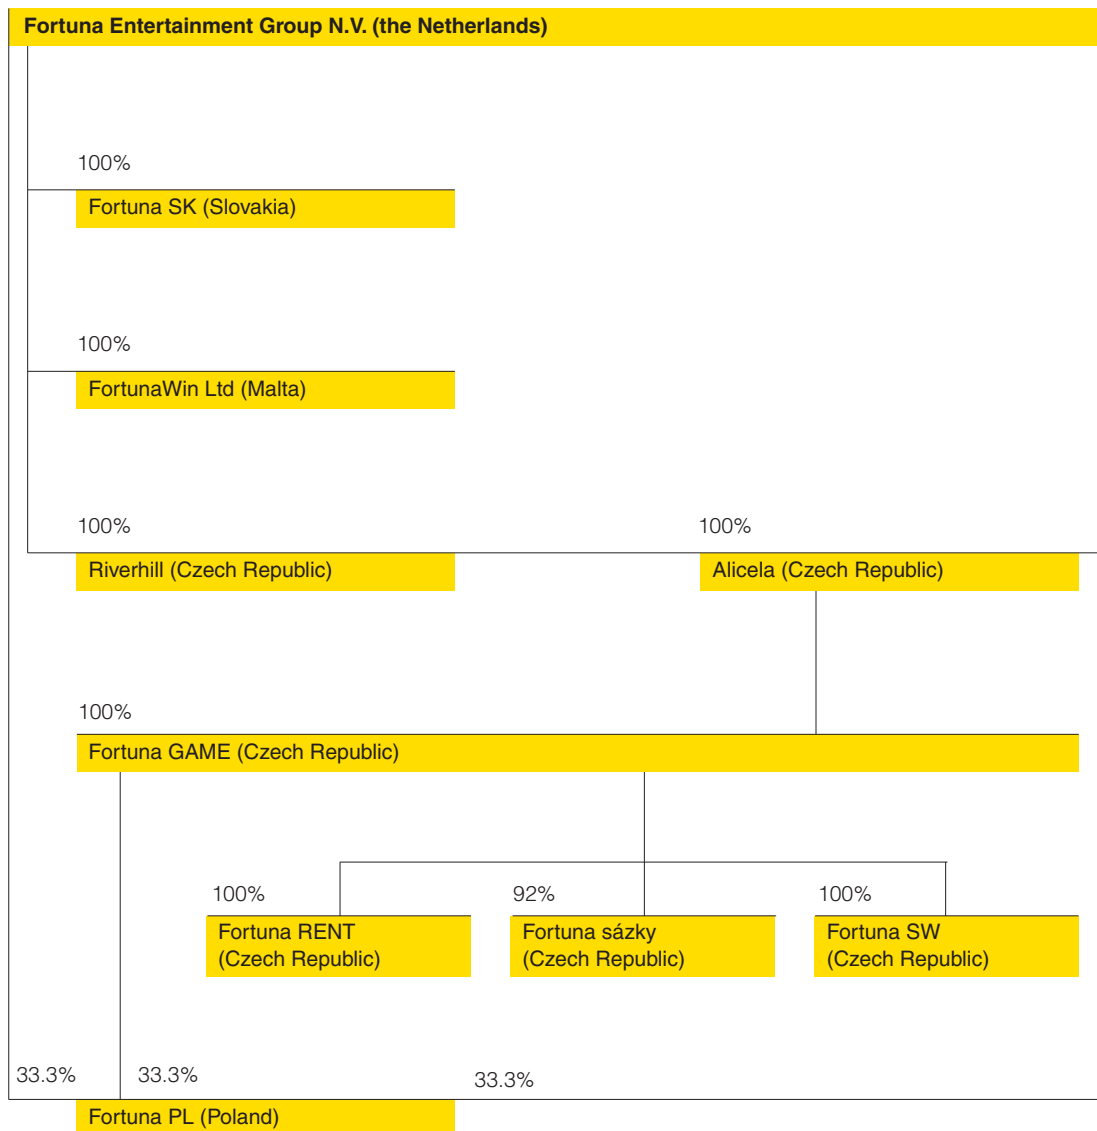 Fortuna Entertainment Group N.V. (the Netherlands)
100%
Fortuna SK (Slovakia)
100%
FortunaWin Ltd (Malta)
100%
Riverhill (Czech Republic)
100%
Alicela (Czech Republic)
100%
Fortuna GAME (Czech Republic)
100%
Fortuna RENT
(Czech Republic)
92%
Fortuna sázky
(Czech Republic)
100%
Fortuna SW
(Czech Republic)
33.3%
33.3%
33.3%
Fortuna PL (Poland)